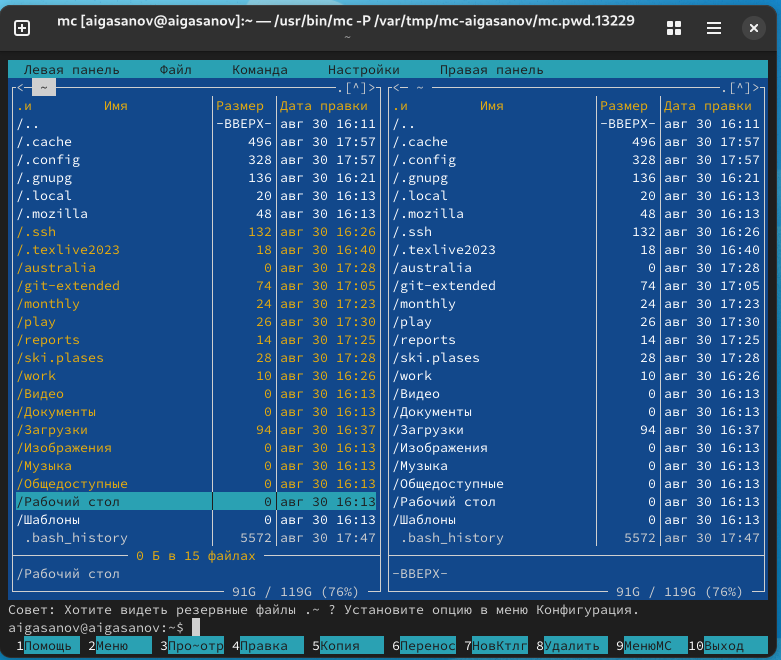 mc [aigasanov@aigasanov]:~ — /usr/bin/mc -P /var/tmp/mc-aigasanov/mc.pwd.13229
~
Левая панель Файл Команда Настройки Правая панель
<─ ~ .[^]> <─ ~ .[^]>
.и Имя Размер Дата правки .и Имя Размер Дата правки
/.. -ВВЕРХ- авг 30 16:11 /.. -ВВЕРХ- авг 30 16:11
/.cache 496 авг 30 17:57 /.cache 496 авг 30 17:57
/.config 328 авг 30 17:57 /.config 328 авг 30 17:57
/.gnupg 136 авг 30 16:21 /.gnupg 136 авг 30 16:21
/.local 20 авг 30 16:13 /.local 20 авг 30 16:13
/.mozilla 48 авг 30 16:13 /.mozilla 48 авг 30 16:13
/.ssh 132 авг 30 16:26 /.ssh 132 авг 30 16:26
/.texlive2023 18 авг 30 16:40 /.texlive2023 18 авг 30 16:40
/australia 0 авг 30 17:28 /australia 0 авг 30 17:28
/git-extended 74 авг 30 17:05 /git-extended 74 авг 30 17:05
/monthly 24 авг 30 17:23 /monthly 24 авг 30 17:23
/play 26 авг 30 17:30 /play 26 авг 30 17:30
/reports 14 авг 30 17:25 /reports 14 авг 30 17:25
/ski.plases 28 авг 30 17:28 /ski.plases 28 авг 30 17:28
/work 10 авг 30 16:26 /work 10 авг 30 16:26
/Видео 0 авг 30 16:13 /Видео 0 авг 30 16:13
/Документы 0 авг 30 16:13 /Документы 0 авг 30 16:13
/Загрузки 94 авг 30 16:37 /Загрузки 94 авг 30 16:37
/Изображения 0 авг 30 16:13 /Изображения 0 авг 30 16:13
/Музыка 0 авг 30 16:13 /Музыка 0 авг 30 16:13
/Общедоступные 0 авг 30 16:13 /Общедоступные 0 авг 30 16:13
/Рабочий стол 0 авг 30 16:13 /Рабочий стол 0 авг 30 16:13
/Шаблоны 0 авг 30 16:13 /Шаблоны 0 авг 30 16:13
.bash_history 5572 авг 30 17:47 .bash_history 5572 авг 30 17:47
0 Б в 15 файлах
/Рабочий стол -ВВЕРХ-
91G / 119G (76%) 91G / 119G (76%)
Совет: Хотите видеть резервные файлы .~ ? Установите опцию в меню Конфигурация.
aigasanov@aigasanov:~$
1Помощь 2Меню 3Про~отр 4Правка 5Копия 6Перенос 7НовКтлг 8Удалить 9МенюMC 10Выход